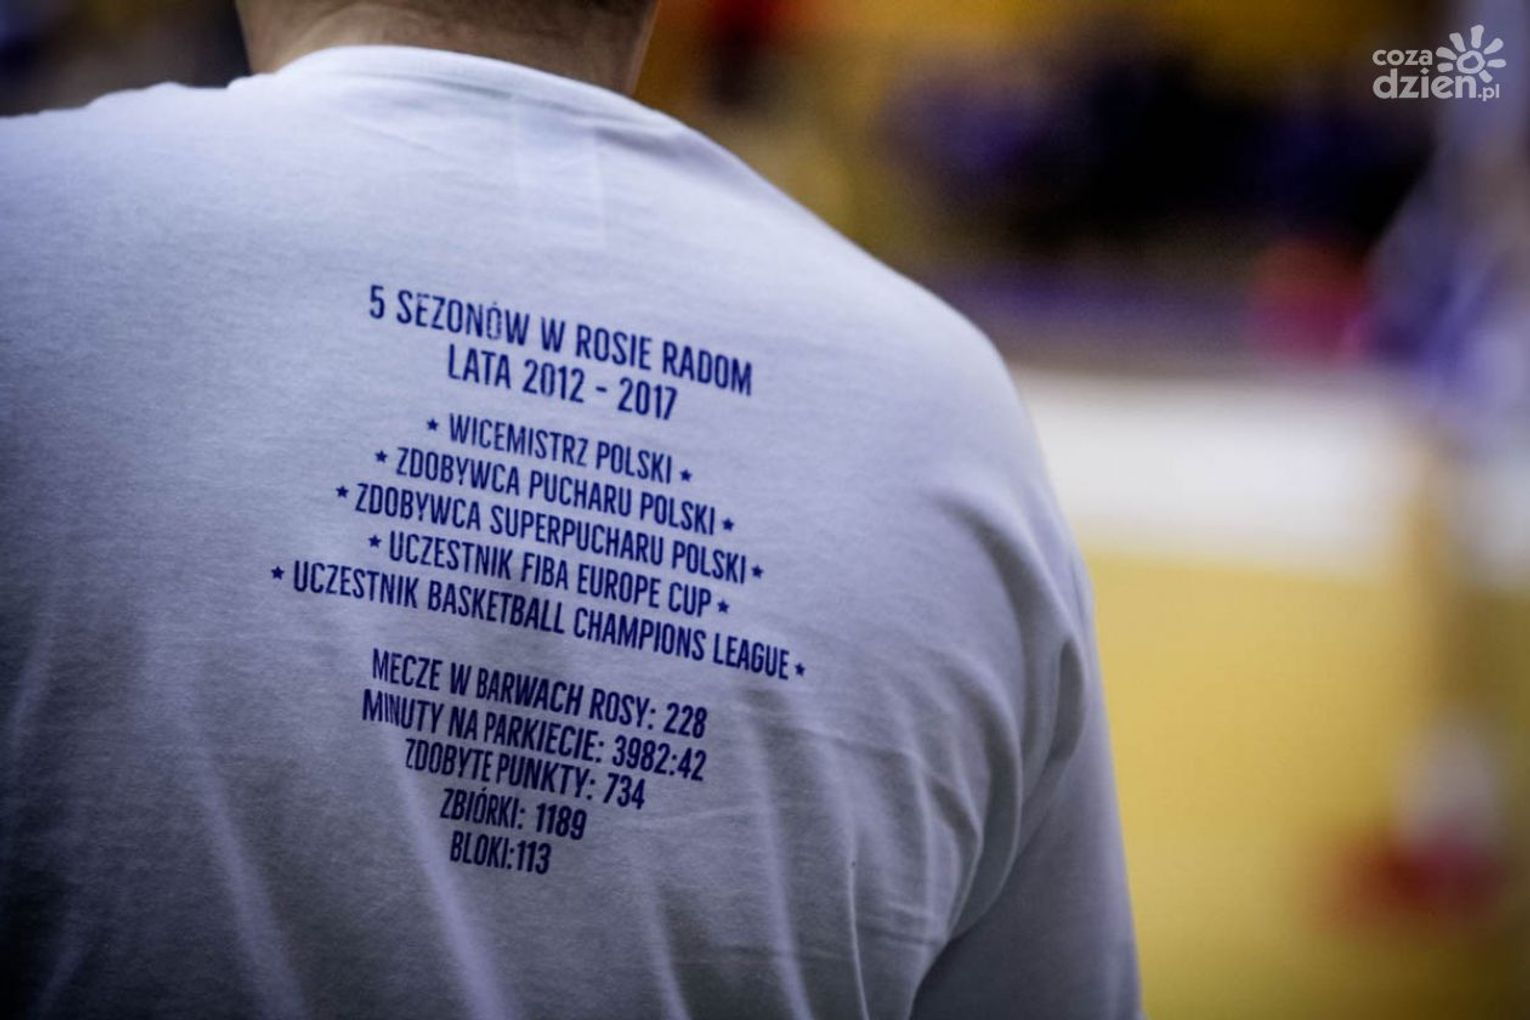 coza
dzień.pl
5 SEZONÓW W ROSIE RADOM
LATA 2012 - 2017
* WICEMISTRZ POLSKI *
* ZDOBYWCA PUCHARU POLSKI *
* ZDOBYWCA SUPERPUCHARU POLSKI *
* UCZESTNIK FIBA EUROPE CUP *
* UCZESTNIK BASKETBALL CHAMPIONS LEAGUE *
MECZE W BARWACH ROSY: 228
MINUTY NA PARKIECIE: 3982:42
ZDOBYTE PUNKTY: 734
ZBIÓRKI: 1189
BLOKI:113